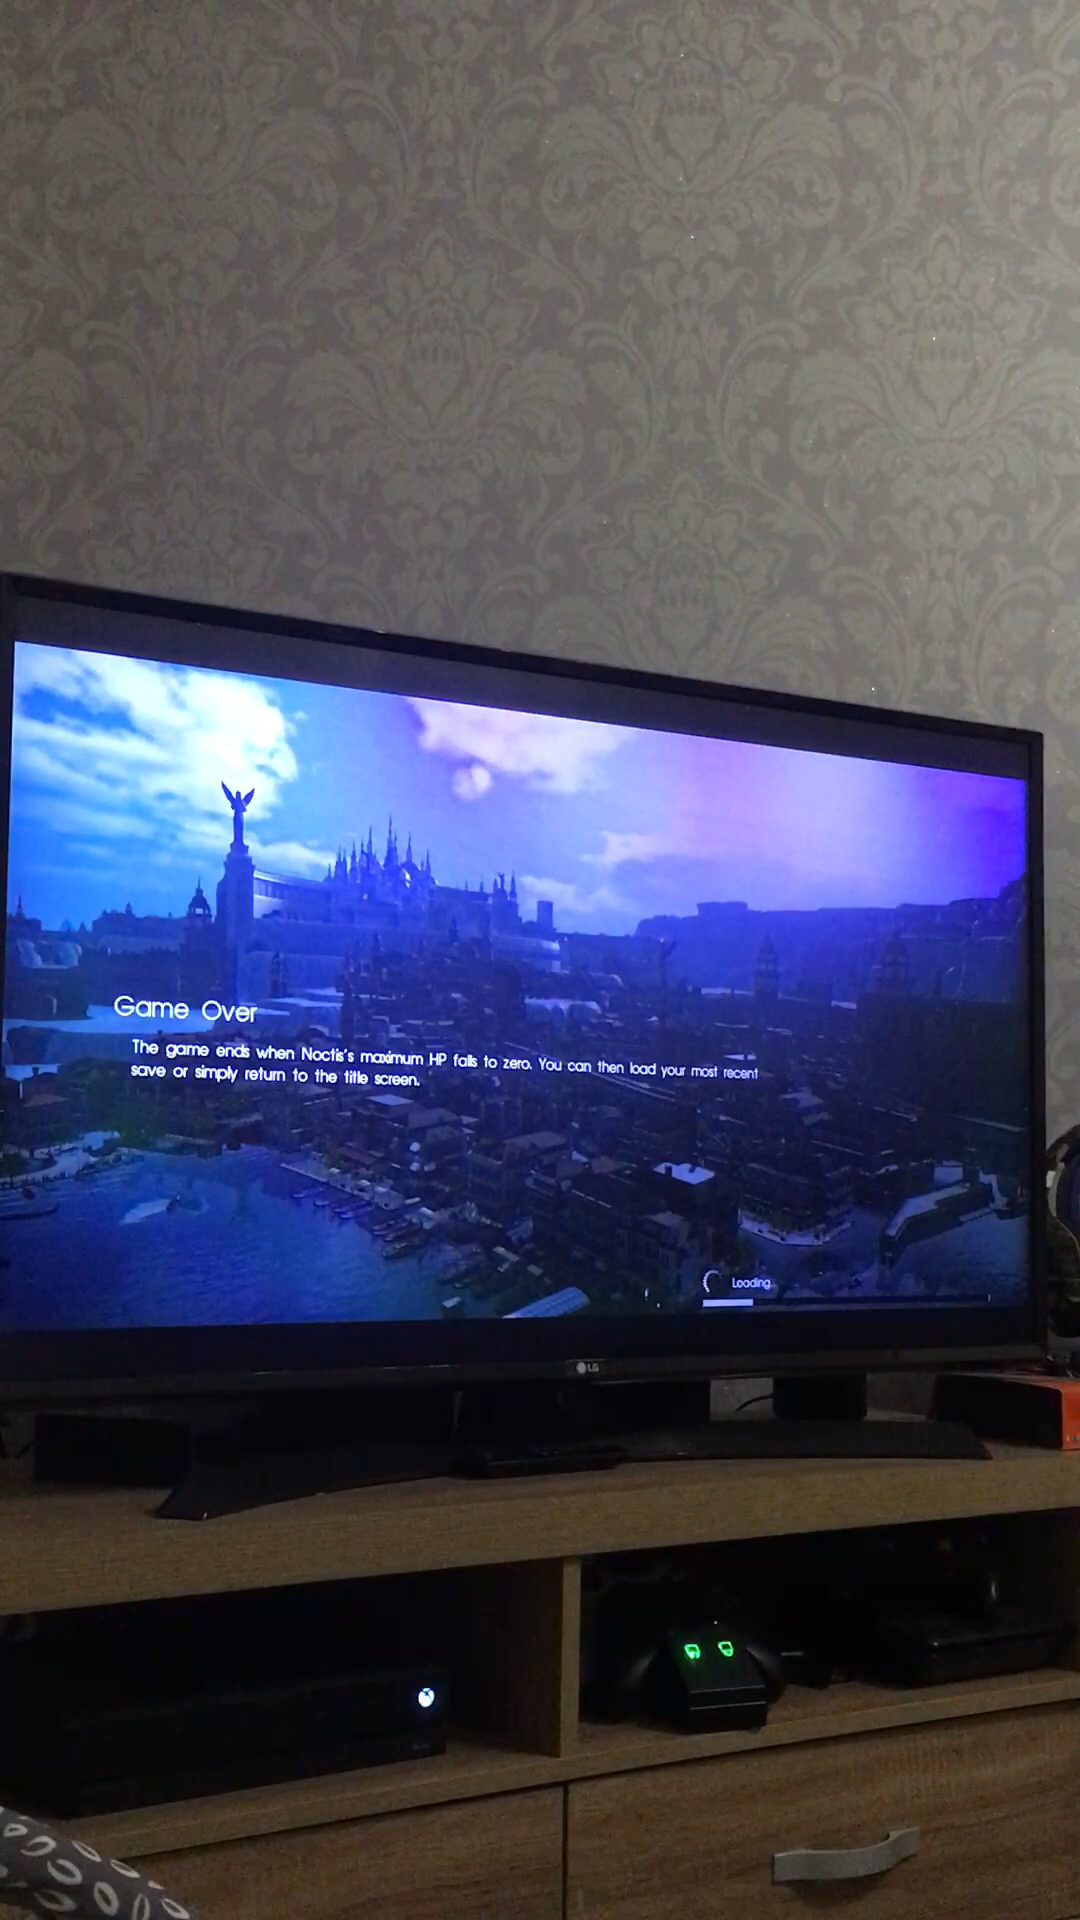 Game Over
The game ends when Noctis's maximum HP falls to zero. You can then load your most recent
save or simply return to the title screen.
Loading...
LG